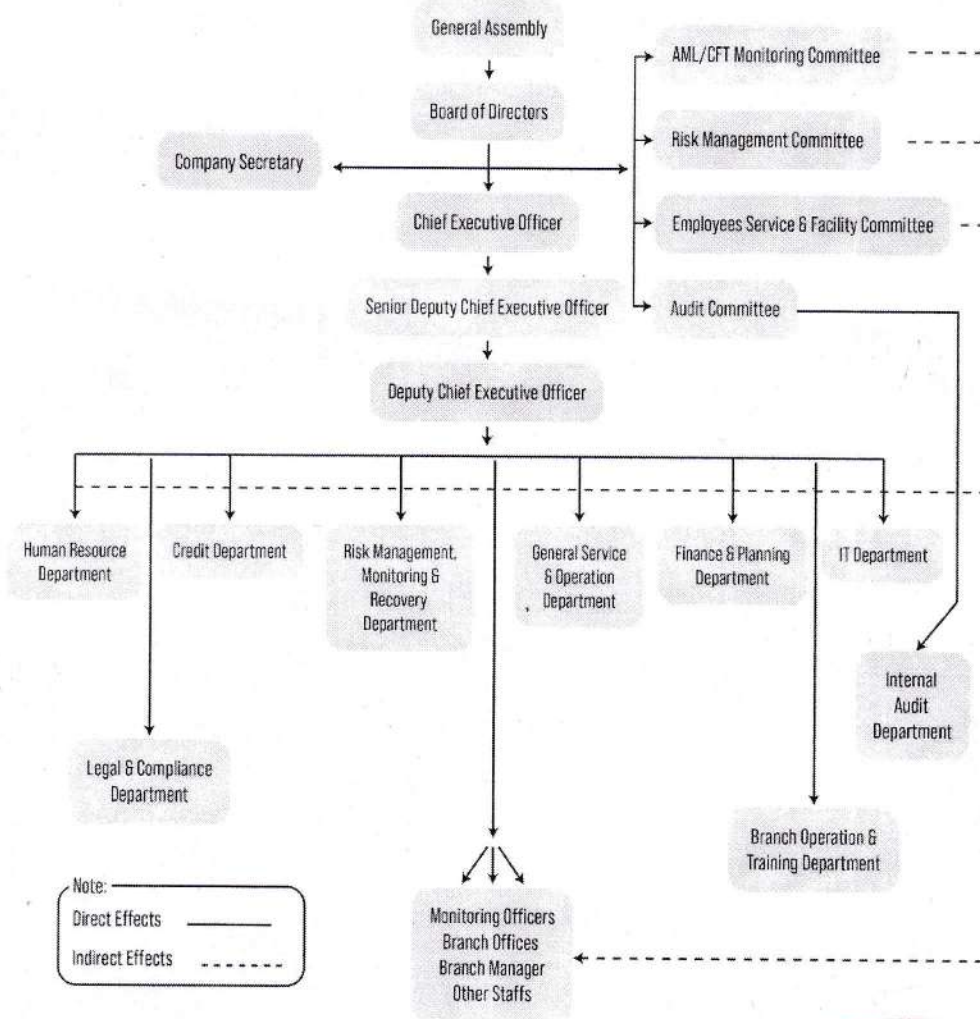 General Assembly
AML/CFT Monitoring Committee
Board of Directors
Risk Management Committee
Company Secretary
Chief Executive Officer
Employees Service & Facility Committee
Senior Deputy Chief Executive Officer
Audit Committee
Deputy Chief Executive Officer
Human Resource
Department
Credit Department
Risk Management,
Monitoring &
Recovery
Department
General Service
& Operation
Department
Finance & Planning
Department
IT Department
Internal
Audit
Department
Legal & Compliance
Department
Branch Operation &
Training Department
Note:
Direct Effects
Indirect Effects
Monitoring Officers
Branch Offices
Branch Manager
Other Staffs